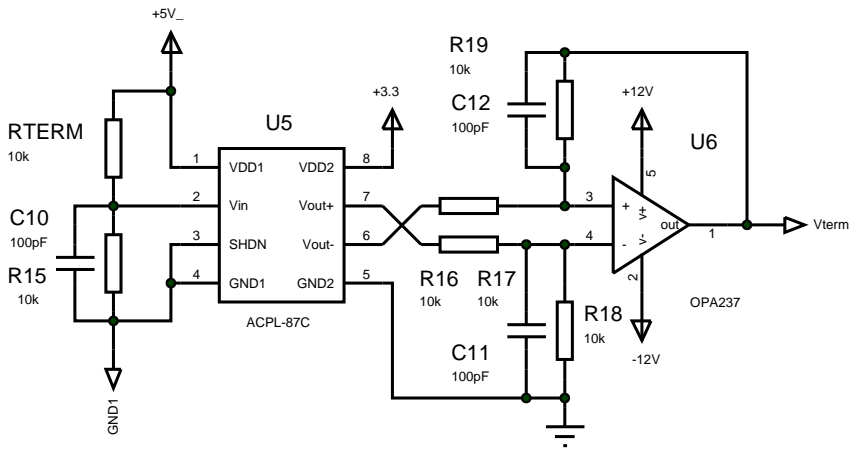 +5V_
RTERM
10k
C10
100pF
R15
10k
GND1
U5
1 VDD1
2 Vin
3 SHDN
4 GND1
VDD2 8
Vout+ 7
Vout- 6
GND2 5
ACPL-87C
+3.3
R19
10k
C12
100pF
R16
10k
R17
10k
C11
100pF
R18
10k
+12V
U6
5
3 +
4 -
v+
v-
out
1
2
Vterm
OPA237
-12V